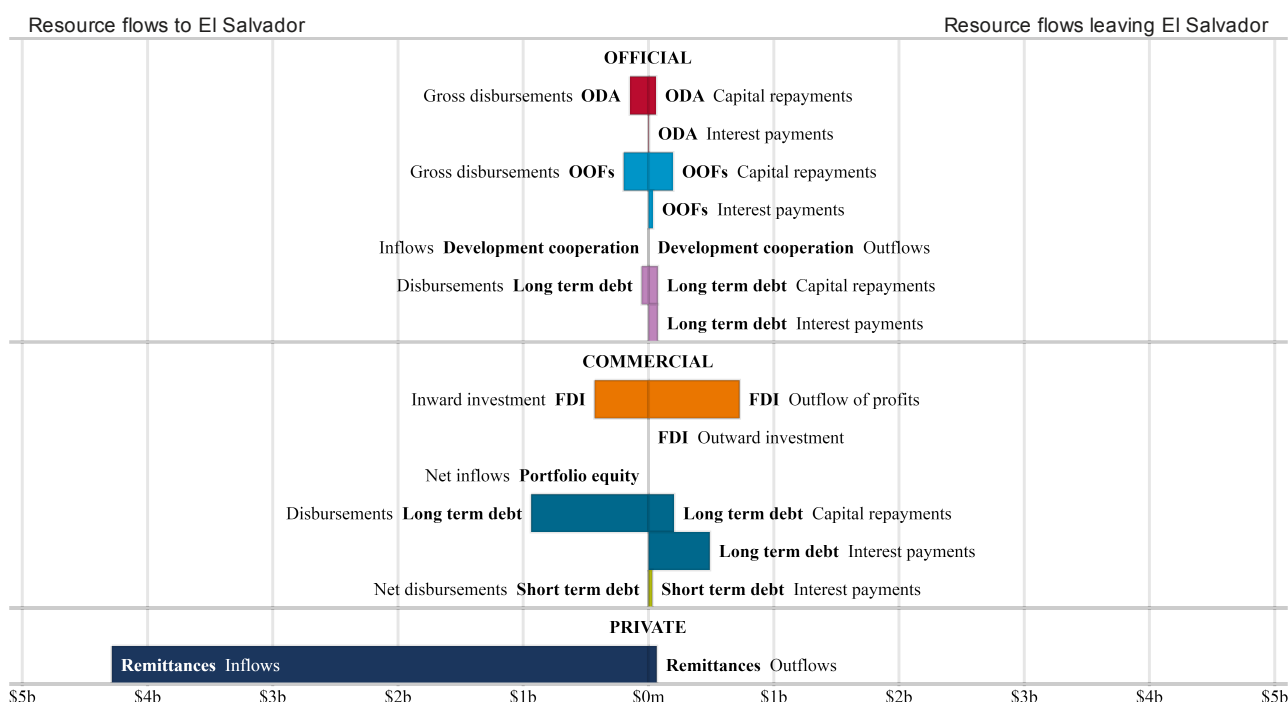 Resource flows to El Salvador Resource flows leaving El Salvador
OFFICIAL
Gross disbursements ODA ODA Capital repayments
ODA Interest payments
Gross disbursements OOFs OOFs Capital repayments
OOFs Interest payments
Inflows Development cooperation Development cooperation Outflows
Disbursements Long term debt Long term debt Capital repayments
Long term debt Interest payments
COMMERCIAL
Inward investment FDI FDI Outflow of profits
FDI Outward investment
Net inflows Portfolio equity
Disbursements Long term debt Long term debt Capital repayments
Long term debt Interest payments
Net disbursements Short term debt Short term debt Interest payments
PRIVATE
Remittances Inflows Remittances Outflows
$5b $4b $3b $2b $1b $0m $1b $2b $3b $4b $5b